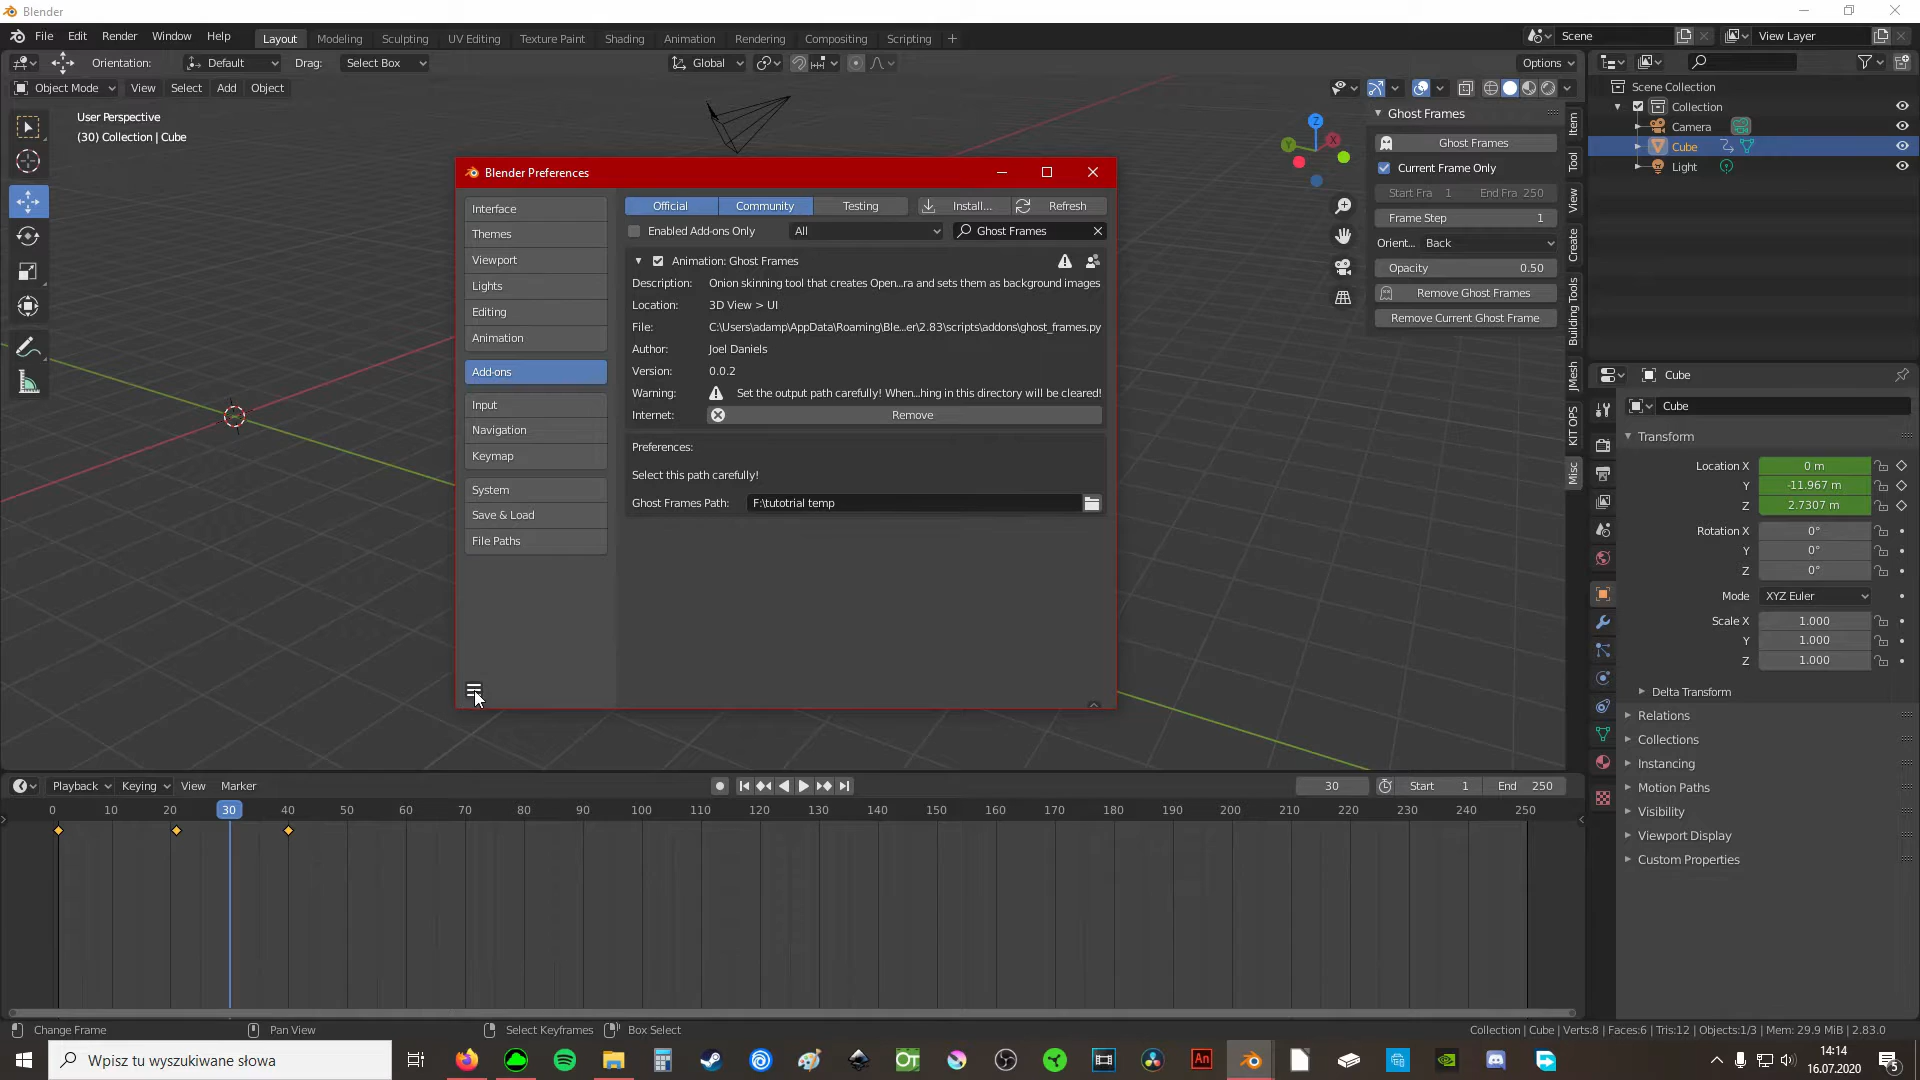 Blender
File Edit Render Window Help
Layout Modeling Sculpting UV Editing Texture Paint Shading Animation Rendering Compositing Scripting
Scene View Layer
Orientation: Default Drag: Select Box Global Options
Object Mode View Select Add Object
User Perspective
(30) Collection | Cube
Blender Preferences
Interface
Themes
Viewport
Lights
Editing
Animation
Add-ons
Input
Navigation
Keymap
System
Save & Load
File Paths
Official Community Testing Install... Refresh
Enabled Add-ons Only All Ghost Frames
Animation: Ghost Frames
Description: Onion skinning tool that creates Open...ra and sets them as background images
Location: 3D View > UI
File: C:\Users\adamp\AppData\Roaming\Ble...er\2.83\scripts\addons\ghost_frames.py
Author: Joel Daniels
Version: 0.0.2
Warning: Set the output path carefully! When...hing in this directory will be cleared!
Internet: Remove
Preferences:
Select this path carefully!
Ghost Frames Path: F:\tutotrial temp
Z
X
Y
Ghost Frames
Ghost Frames
Current Frame Only
Start Fra 1 End Fra 250
Frame Step 1
Orient... Back
Opacity 0.50
Remove Ghost Frames
Remove Current Ghost Frame
Item
Tool
View
Create
Building Tools
JMesh
KIT OPS
Misc
Scene Collection
Collection
Camera
Cube
Light
Cube
Cube
Transform
Location X 0 m
Y -11.967 m
Z 2.7307 m
Rotation X 0°
Y 0°
Z 0°
Mode XYZ Euler
Scale X 1.000
Y 1.000
Z 1.000
Delta Transform
Relations
Collections
Instancing
Motion Paths
Visibility
Viewport Display
Custom Properties
Playback Keying View Marker 30 Start 1 End 250
0 10 20 30 40 50 60 70 80 90 100 110 120 130 140 150 160 170 180 190 200 210 220 230 240 250
Change Frame Pan View Select Keyframes Box Select Collection | Cube | Verts:8 | Faces:6 | Tris:12 | Objects:1/3 | Mem: 29.9 MiB | 2.83.0
Wpisz tu wyszukiwane słowa
OT
An
14:14
16.07.2020
5